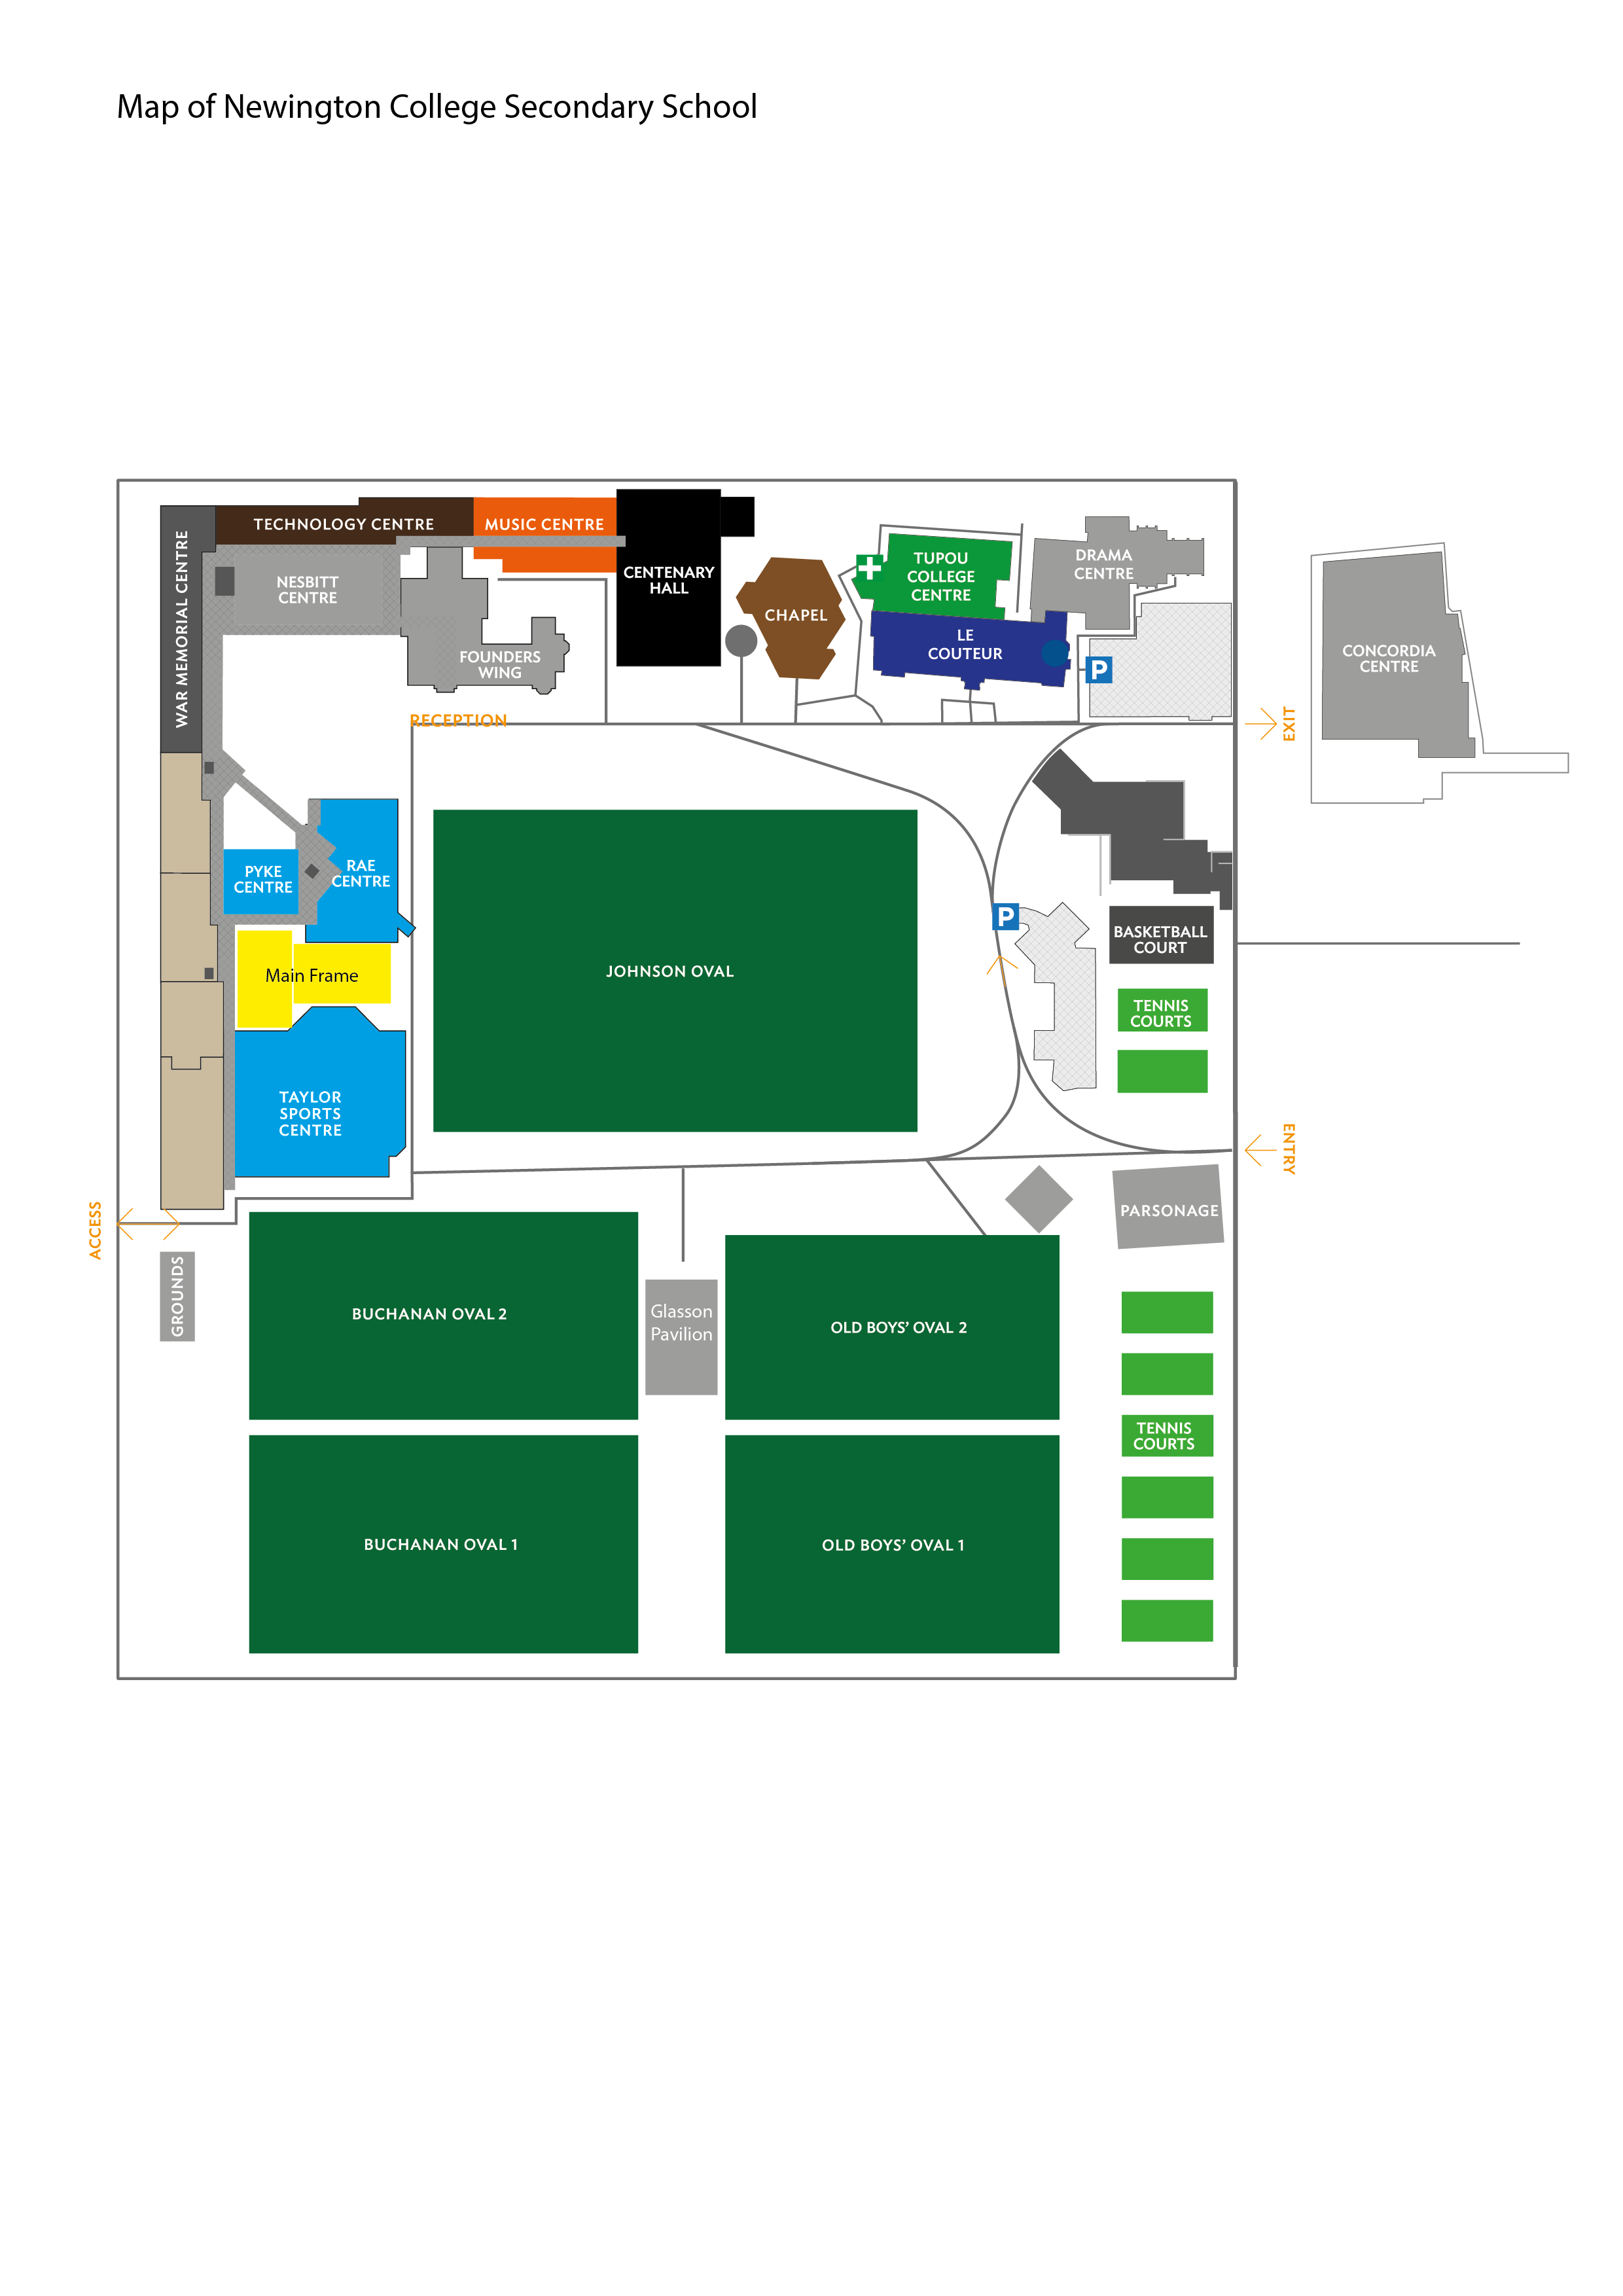 Map of Newington College Secondary School
WAR MEMORIAL CENTRE
TECHNOLOGY CENTRE
MUSIC CENTRE
NESBITT
CENTRE
FOUNDERS
WING
CENTENARY
HALL
CHAPEL
TUPOU
COLLEGE
CENTRE
LE
COUTEUR
DRAMA
CENTRE
P
CONCORDIA
CENTRE
RECEPTION
EXIT
PYKE
CENTRE
RAE
CENTRE
Main Frame
TAYLOR
SPORTS
CENTRE
JOHNSON OVAL
P
BASKETBALL
COURT
TENNIS
COURTS
ENTRY
ACCESS
PARSONAGE
GROUNDS
BUCHANAN OVAL 2
Glasson
Pavilion
OLD BOYS’ OVAL 2
TENNIS
COURTS
BUCHANAN OVAL 1
OLD BOYS’ OVAL 1